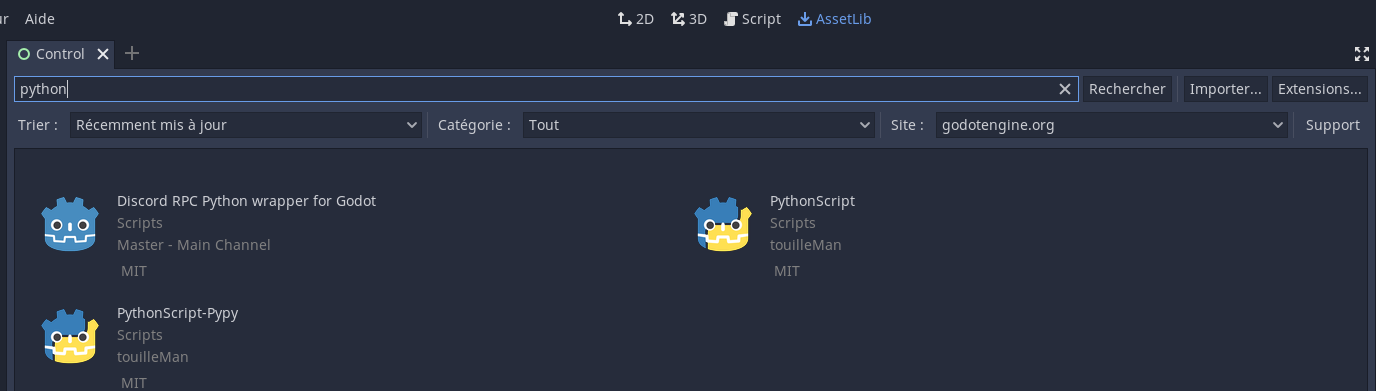 ur Aide 2D 3D Script AssetLib
Control
python Rechercher Importer... Extensions...
Trier : Récemment mis à jour Catégorie : Tout Site : godotengine.org Support
Discord RPC Python wrapper for Godot
Scripts
Master - Main Channel
MIT
PythonScript
Scripts
touilleMan
MIT
PythonScript-Pypy
Scripts
touilleMan
MIT